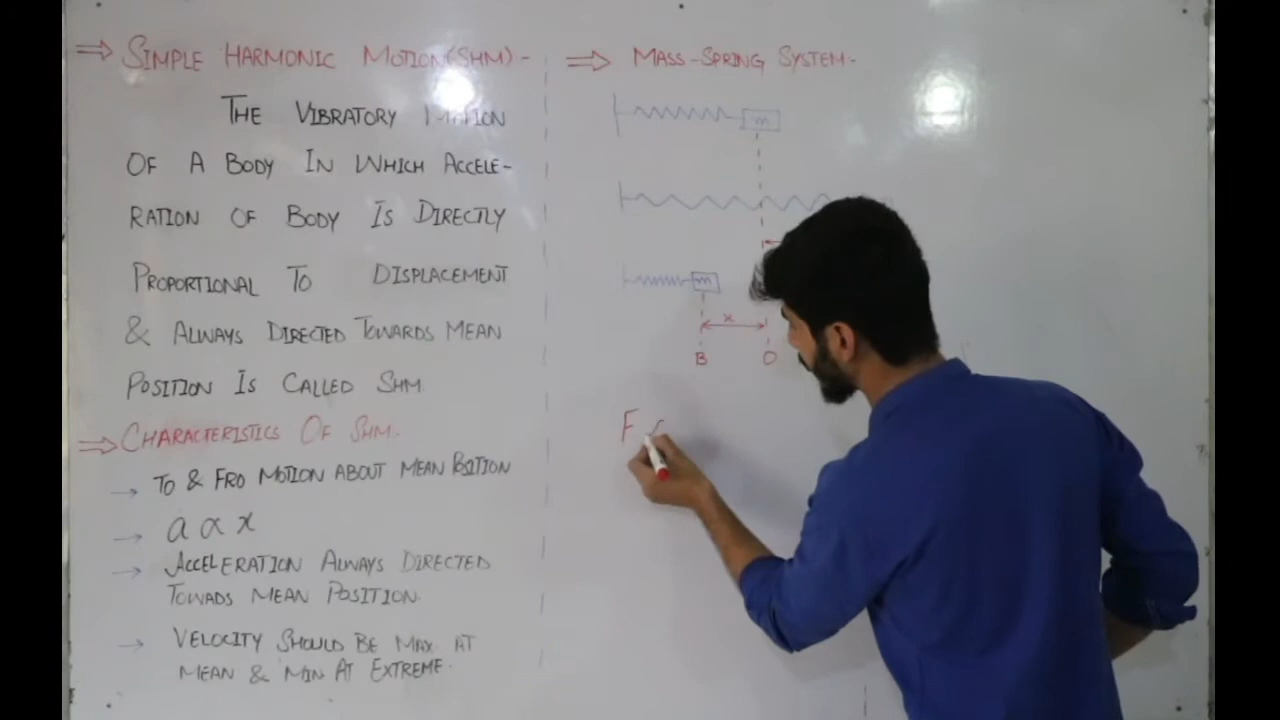 ⇒ SIMPLE HARMONIC MOTION(SHM) -
THE VIBRATORY MOTION
OF A BODY IN WHICH ACCELE-
RATION OF BODY IS DIRECTLY
PROPORTIONAL TO DISPLACEMENT
& ALWAYS DIRECTED TOWARDS MEAN
POSITION IS CALLED SHM.
⇒ CHARACTERISTICS OF SHM.
→ TO & FRO MOTION ABOUT MEAN POSITION
→ a ∝ x
→ ACCELERATION ALWAYS DIRECTED
TOWADS MEAN POSITION.
→ VELOCITY SHOULD BE MAX. AT
MEAN & MIN AT EXTREME.
⇒ MASS-SPRING SYSTEM-
m
m
x
B O
F